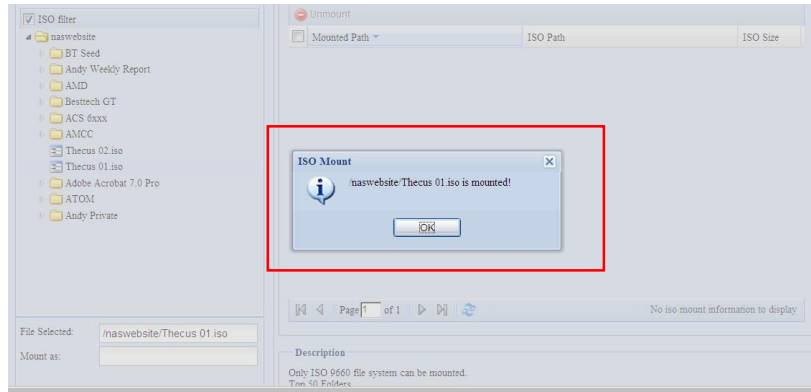 ISO filter
naswebsite
BT Seed
Andy Weekly Report
AMD
Besttech GT
ACS 6xxx
AMCC
Thecus 02.iso
Thecus 01.iso
Adobe Acrobat 7.0 Pro
ATOM
Andy Private
File Selected: /naswebsite/Thecus 01.iso
Mount as:
Unmount
Mounted Path ISO Path ISO Size
ISO Mount
/naswebsite/Thecus 01.iso is mounted!
OK
Page 1 of 1 No iso mount information to display
Description
Only ISO 9660 file system can be mounted.
Top 50 Folders